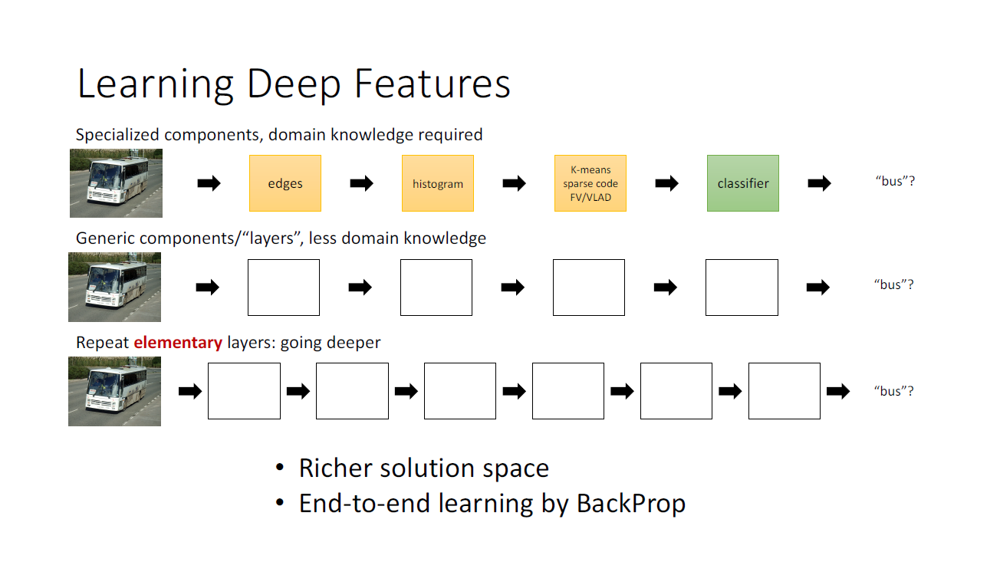 Learning Deep Features
Specialized components, domain knowledge required
edges
histogram
K-means
sparse code
FV/VLAD
classifier
“bus”?
Generic components/“layers”, less domain knowledge
“bus”?
Repeat elementary layers: going deeper
“bus”?
• Richer solution space
• End-to-end learning by BackProp